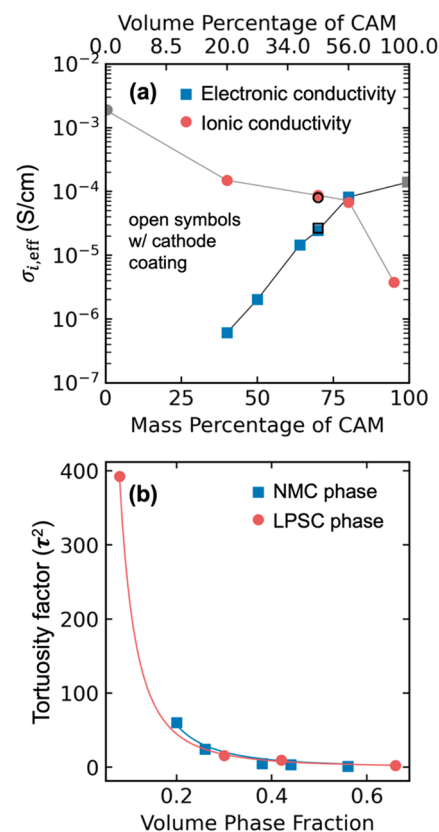 Volume Percentage of CAM
0.0 8.5 20.0 34.0 56.0 100.0
(a)
Electronic conductivity
Ionic conductivity
open symbols
w/ cathode
coating
10⁻²
10⁻³
10⁻⁴
10⁻⁵
10⁻⁶
10⁻⁷
σi,eff (S/cm)
0 25 50 75 100
Mass Percentage of CAM
(b)
NMC phase
LPSC phase
400
300
200
100
0
Tortuosity factor (τ²)
0.2 0.4 0.6
Volume Phase Fraction